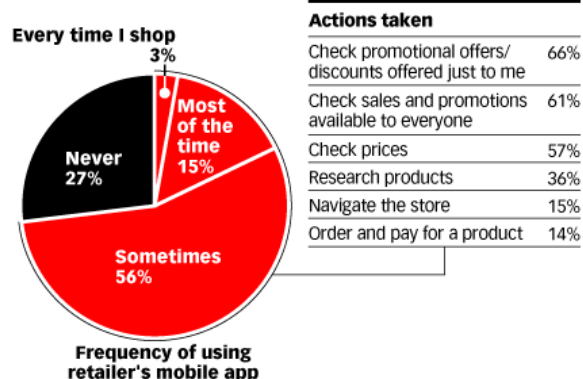 Every time I shop
3%
Most
of the
time
15%
Never
27%
Sometimes
56%
Frequency of using
retailer's mobile app
Actions taken
Check promotional offers/ 66%
discounts offered just to me
Check sales and promotions 61%
available to everyone
Check prices 57%
Research products 36%
Navigate the store 15%
Order and pay for a product 14%